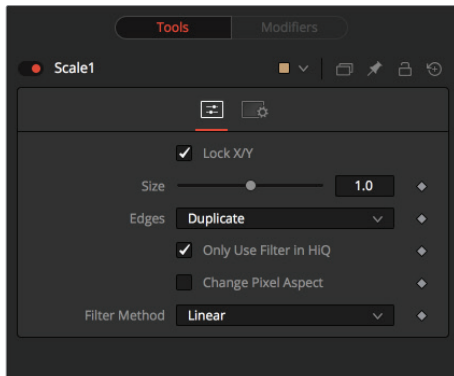 Tools Modifiers
Scale1
Lock X/Y
Size 1.0
Edges Duplicate
Only Use Filter in HiQ
Change Pixel Aspect
Filter Method Linear